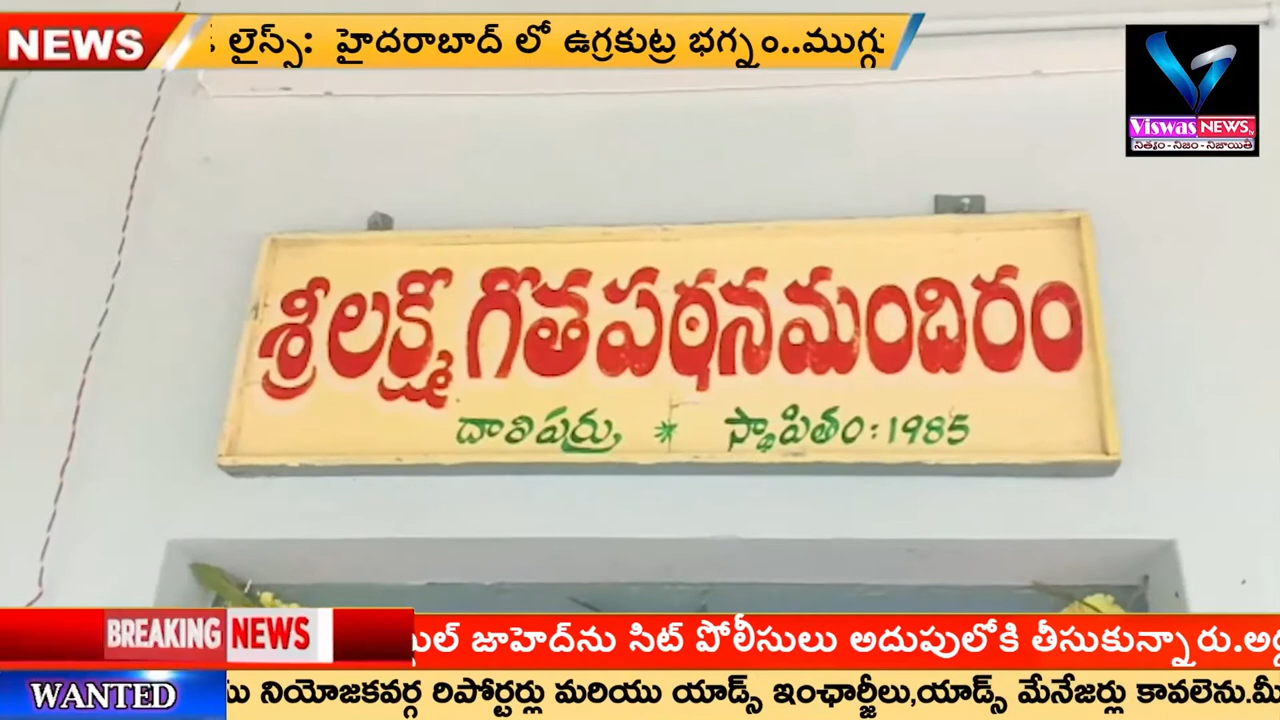 NEWS
లైన్స్: హైదరాబాద్ లో ఉగ్రకుట్ర భగ్నం..ముగ్గు
Viswas NEWS tv
నిత్యం - నిజం - నిజాయితీ
శ్రీ లక్ష్మీ గీతా పఠన మందిరం
దాలిపర్రు * స్థాపితం: 1985
BREAKING NEWS
జాహెద్‌ను సిట్ పోలీసులు అదుపులోకి తీసుకున్నారు.
WANTED
నియోజకవర్గ రిపోర్టర్లు మరియు యాడ్స్ ఇంఛార్జీలు,యాడ్స్ మేనేజర్లు కావలెను.మీ